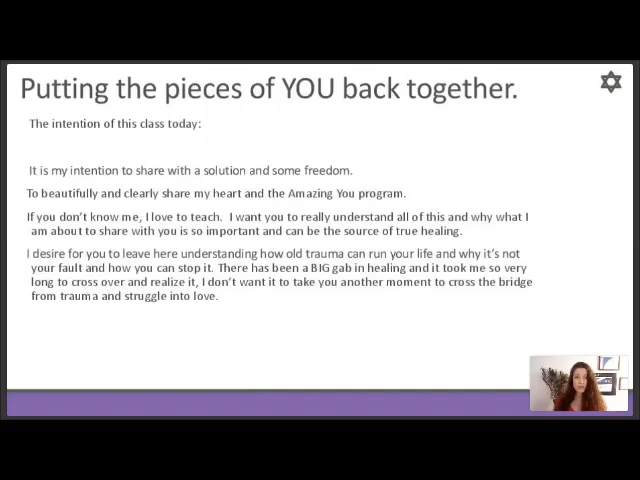 Putting the pieces of YOU back together.
The intention of this class today:
It is my intention to share with a solution and some freedom.
To beautifully and clearly share my heart and the Amazing You program.
If you don't know me, I love to teach.  I want you to really understand all of this and why what I
am about to share with you is so important and can be the source of true healing.
I desire for you to leave here understanding how old trauma can run your life and why it's not
your fault and how you can stop it. There has been a BIG gab in healing and it took me so very
long to cross over and realize it, I don't want it to take you another moment to cross the bridge
from trauma and struggle into love.